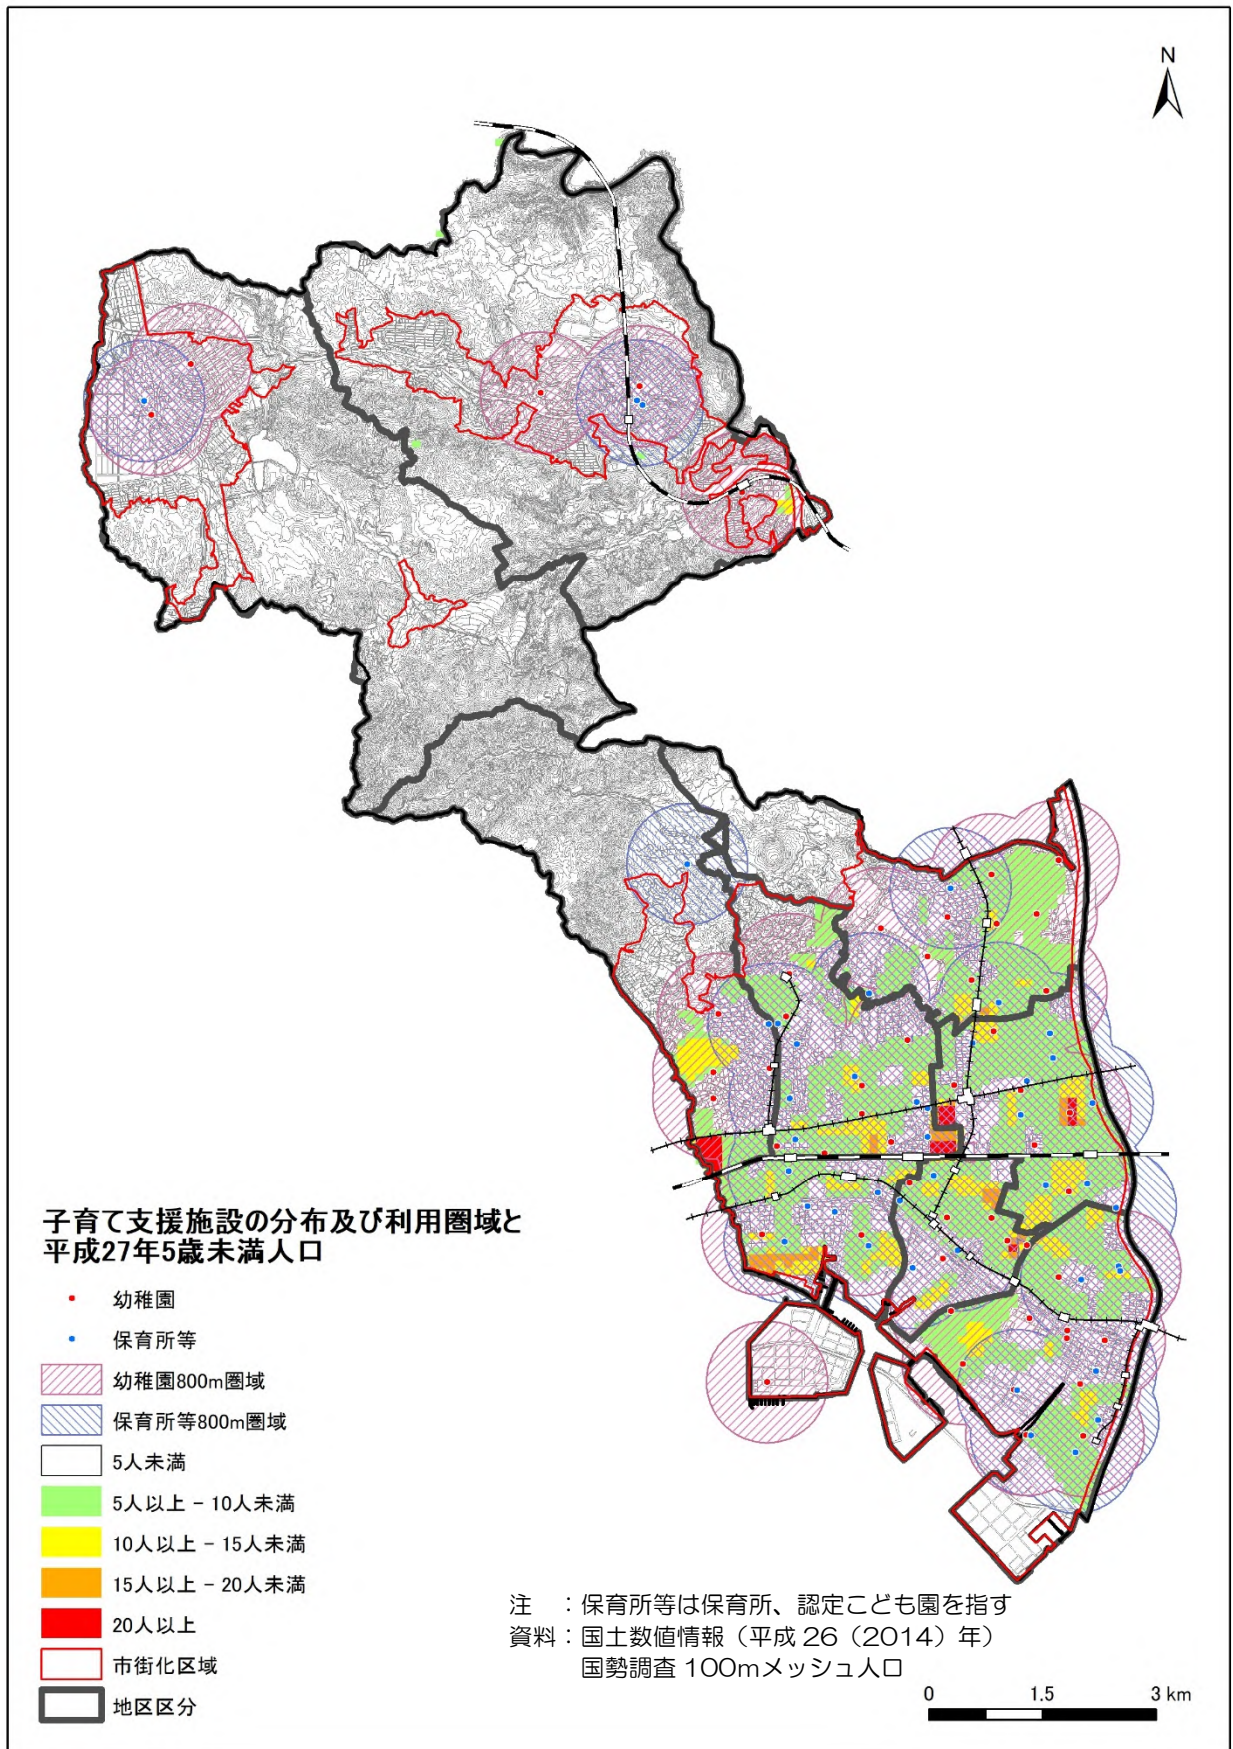 N
子育て支援施設の分布及び利用圏域と
平成27年5歳未満人口
幼稚園
保育所等
幼稚園800m圏域
保育所等800m圏域
5人未満
5人以上 - 10人未満
10人以上 - 15人未満
15人以上 - 20人未満
20人以上
市街化区域
地区区分
注 :保育所等は保育所、認定こども園を指す
資料:国土数値情報(平成 26(2014)年)
国勢調査 100mメッシュ人口
0 1.5 3 km